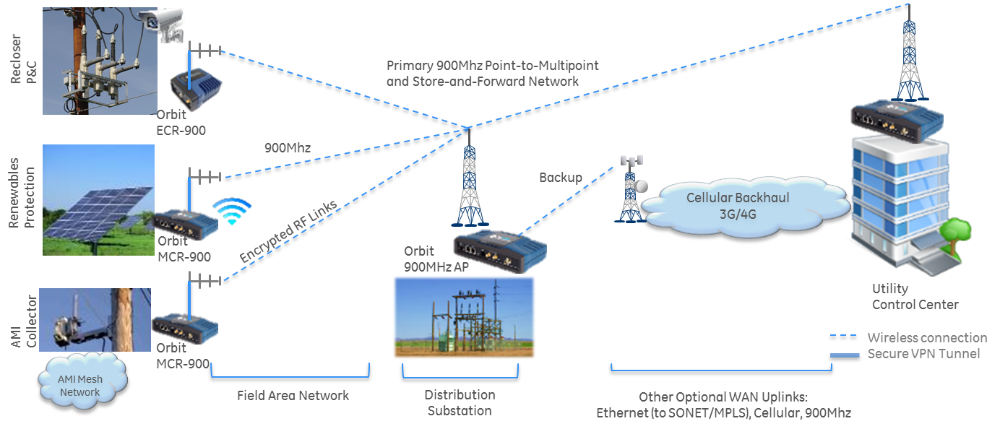 Recloser
P&C
Orbit
ECR-900
Primary 900Mhz Point-to-Multipoint
and Store-and-Forward Network
Renewables
Protection
900Mhz
Orbit
MCR-900
Encrypted RF Links
Backup
Cellular Backhaul
3G/4G
Orbit
900MHz AP
Utility
Control Center
AMI
Collector
Orbit
MCR-900
AMI Mesh
Network
Wireless connection
Secure VPN Tunnel
Field Area Network
Distribution
Substation
Other Optional WAN Uplinks:
Ethernet (to SONET/MPLS), Cellular, 900Mhz